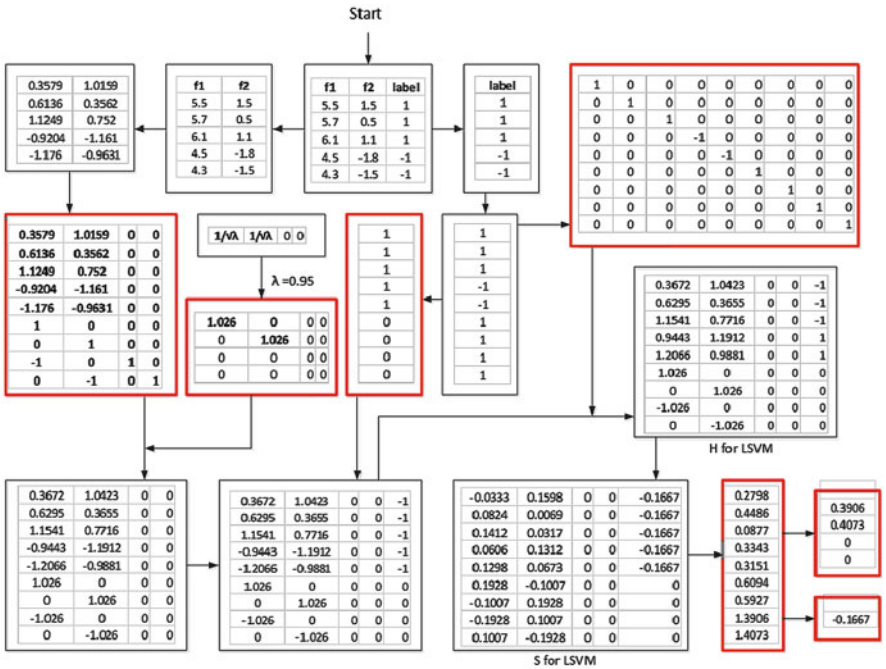 Start
0.3579 1.0159
0.6136 0.3562
1.1249 0.752
-0.9204 -1.161
-1.176 -0.9631
f1 f2
5.5 1.5
5.7 0.5
6.1 1.1
4.5 -1.8
4.3 -1.5
f1 f2 label
5.5 1.5 1
5.7 0.5 1
6.1 1.1 1
4.5 -1.8 -1
4.3 -1.5 -1
label
1
1
1
-1
-1
1 0 0 0 0 0 0 0 0
0 1 0 0 0 0 0 0 0
0 0 1 0 0 0 0 0 0
0 0 0 -1 0 0 0 0 0
0 0 0 0 -1 0 0 0 0
0 0 0 0 0 1 0 0 0
0 0 0 0 0 0 1 0 0
0 0 0 0 0 0 0 1 0
0 0 0 0 0 0 0 0 1
0.3579 1.0159 0 0
0.6136 0.3562 0 0
1.1249 0.752 0 0
-0.9204 -1.161 0 0
-1.176 -0.9631 0 0
1 0 0 0
0 1 0 0
-1 0 1 0
0 -1 0 1
1/√λ 1/√λ 0 0
λ =0.95
1.026 0 0 0
0 1.026 0 0
0 0 0 0
0 0 0 0
1
1
1
1
1
0
0
0
0
1
1
1
-1
-1
1
1
1
1
0.3672 1.0423 0 0 -1
0.6295 0.3655 0 0 -1
1.1541 0.7716 0 0 -1
0.9443 1.1912 0 0 1
1.2066 0.9881 0 0 1
1.026 0 0 0 0
0 1.026 0 0 0
-1.026 0 0 0 0
0 -1.026 0 0 0
H for LSVM
0.3672 1.0423 0 0
0.6295 0.3655 0 0
1.1541 0.7716 0 0
-0.9443 -1.1912 0 0
-1.2066 -0.9881 0 0
1.026 0 0 0
0 1.026 0 0
-1.026 0 0 0
0 -1.026 0 0
0.3672 1.0423 0 0 -1
0.6295 0.3655 0 0 -1
1.1541 0.7716 0 0 -1
-0.9443 -1.1912 0 0 -1
-1.2066 -0.9881 0 0 -1
1.026 0 0 0 0
0 1.026 0 0 0
-1.026 0 0 0 0
0 -1.026 0 0 0
-0.0333 0.1598 0 0 -0.1667
0.0824 0.0069 0 0 -0.1667
0.1412 0.0317 0 0 -0.1667
0.0606 0.1312 0 0 -0.1667
0.1298 0.0673 0 0 -0.1667
0.1928 -0.1007 0 0 0
-0.1007 0.1928 0 0 0
-0.1928 0.1007 0 0 0
0.1007 -0.1928 0 0 0
S for LSVM
0.2798
0.4486
0.0877
0.3343
0.3151
0.6094
0.5927
1.3906
1.4073
0.3906
0.4073
0
0
-0.1667